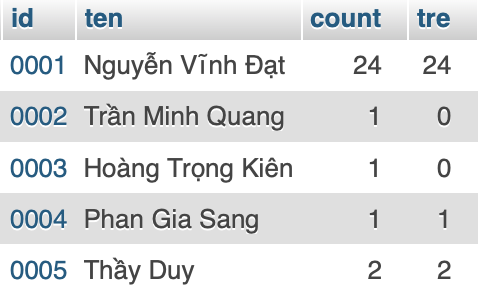 id ten count tre
0001 Nguyễn Vĩnh Đạt 24 24
0002 Trần Minh Quang 1 0
0003 Hoàng Trọng Kiên 1 0
0004 Phan Gia Sang 1 1
0005 Thầy Duy 2 2